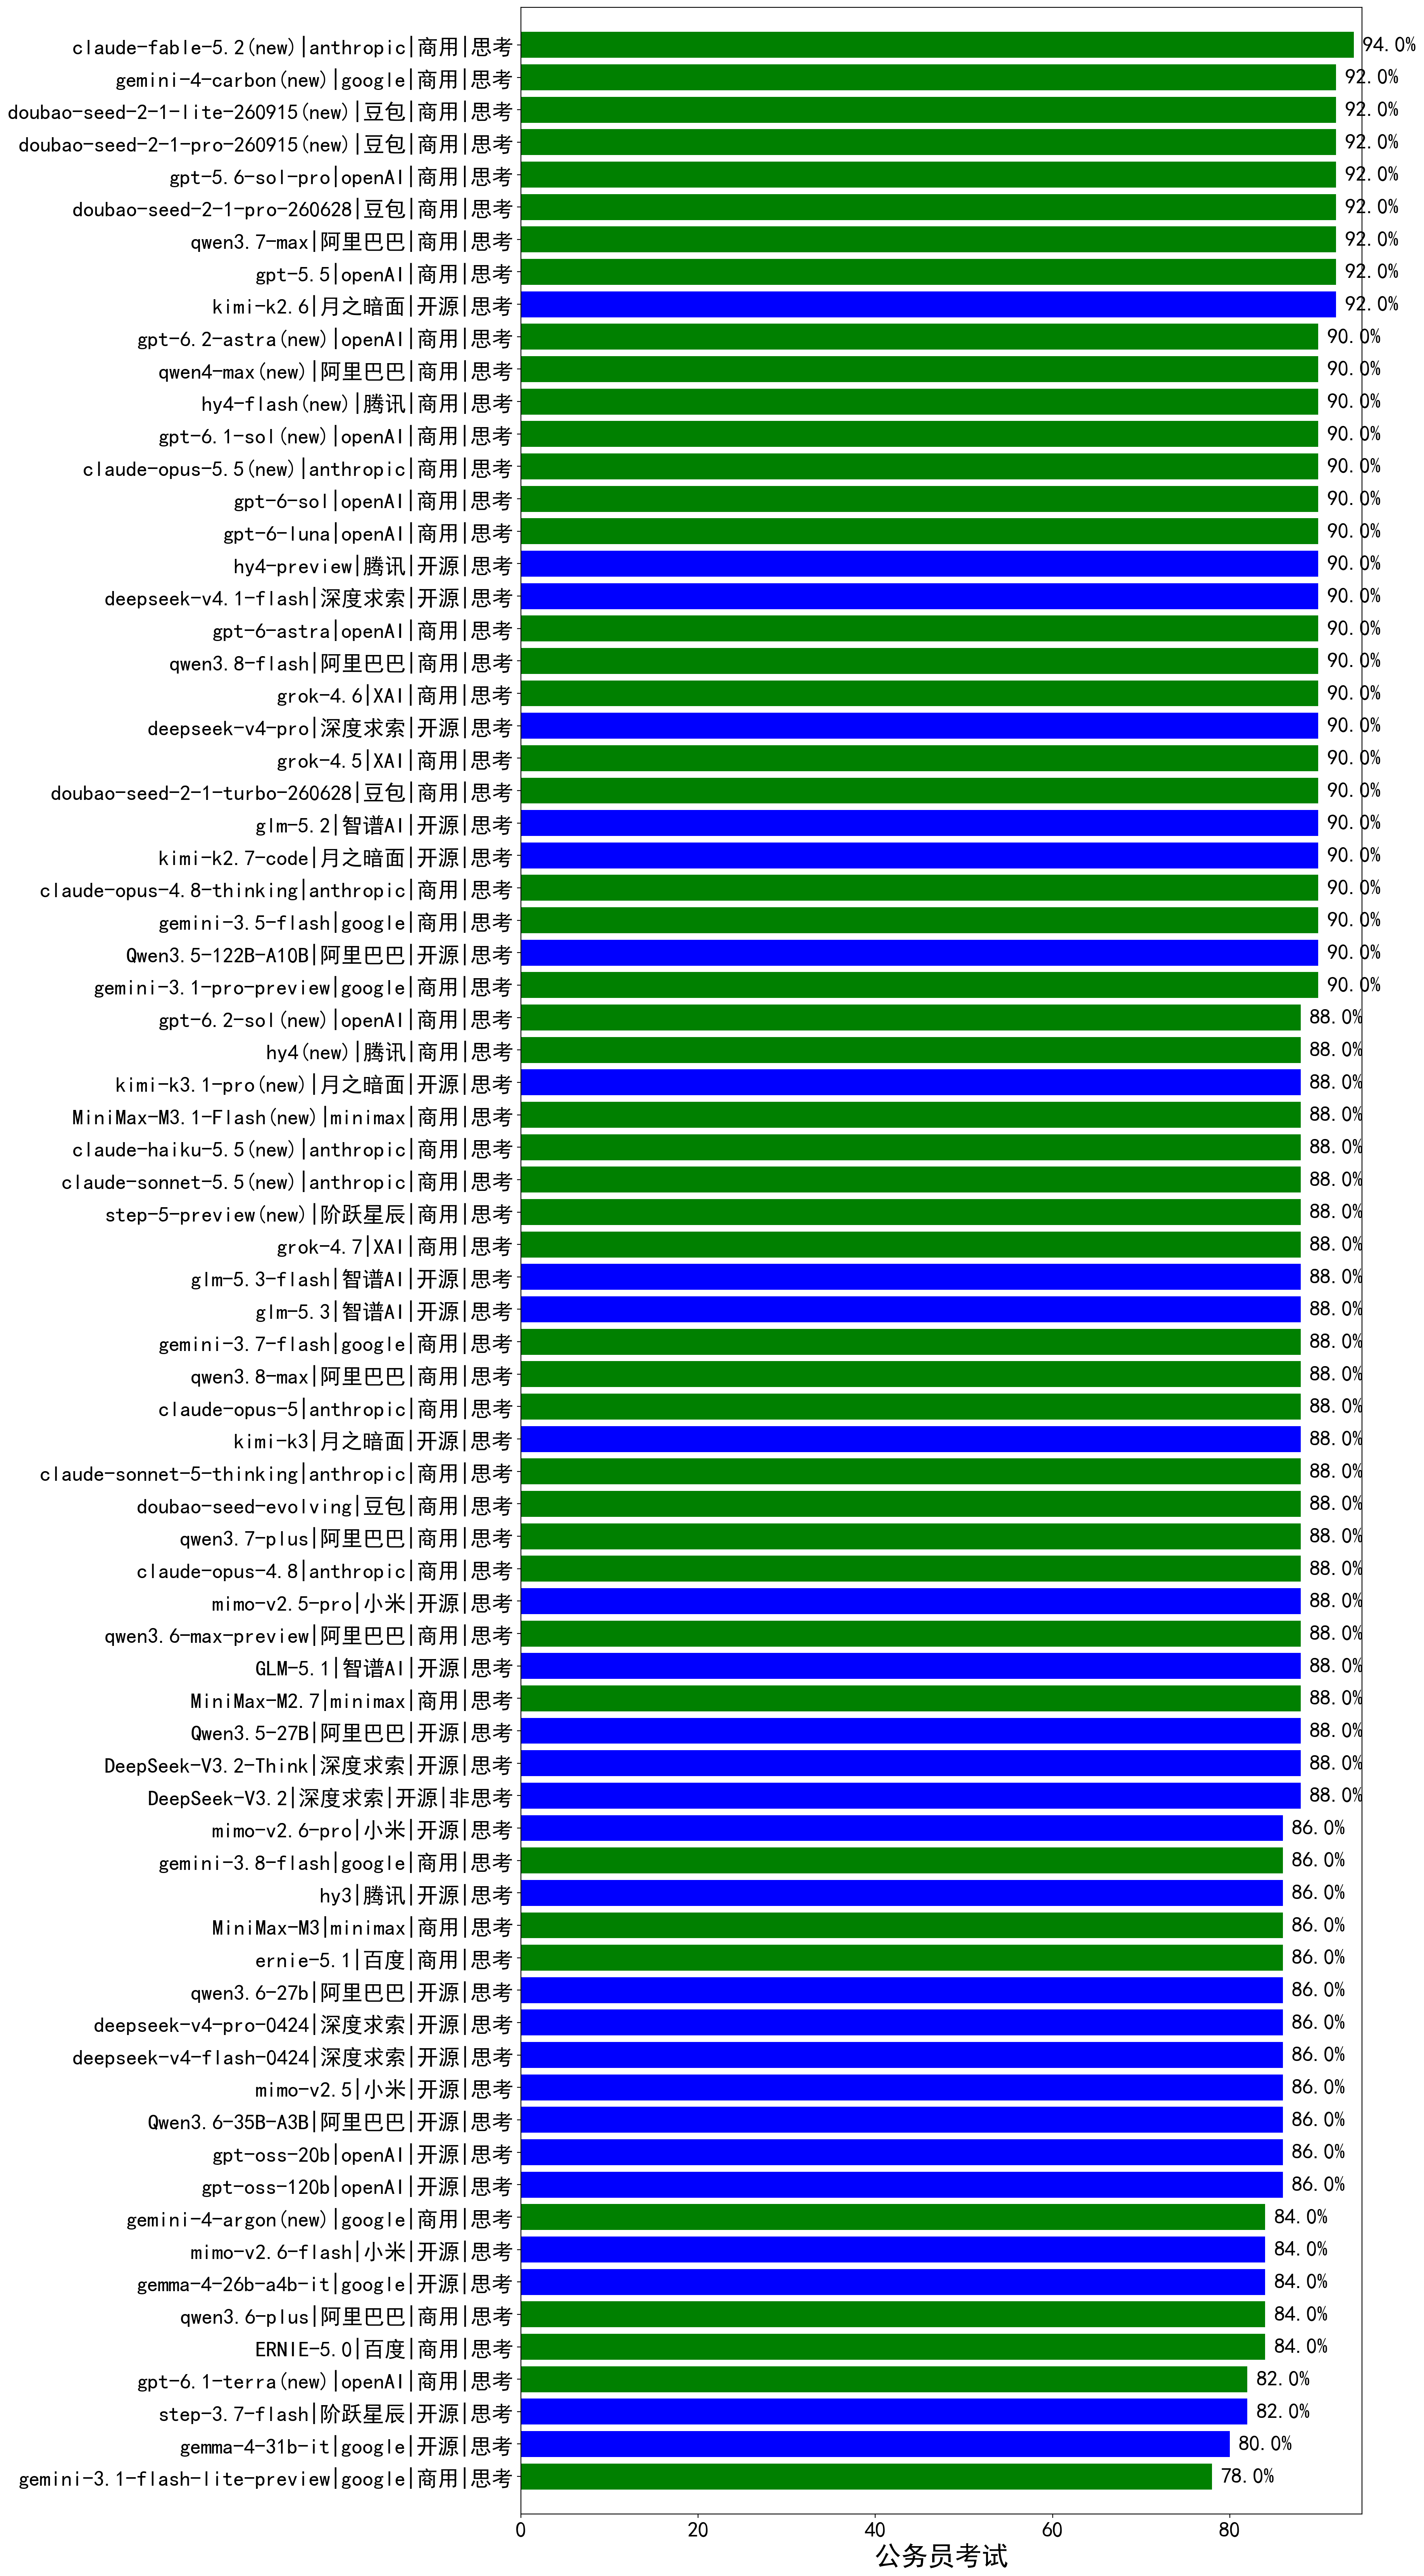 claude-fable-5.2(new)|anthropic|商用|思考 94.0%
gemini-4-carbon(new)|google|商用|思考 92.0%
doubao-seed-2-1-lite-260915(new)|豆包|商用|思考 92.0%
doubao-seed-2-1-pro-260915(new)|豆包|商用|思考 92.0%
gpt-5.6-sol-pro|openAI|商用|思考 92.0%
doubao-seed-2-1-pro-260628|豆包|商用|思考 92.0%
qwen3.7-max|阿里巴巴|商用|思考 92.0%
gpt-5.5|openAI|商用|思考 92.0%
kimi-k2.6|月之暗面|开源|思考 92.0%
gpt-6.2-astra(new)|openAI|商用|思考 90.0%
qwen4-max(new)|阿里巴巴|商用|思考 90.0%
hy4-flash(new)|腾讯|商用|思考 90.0%
gpt-6.1-sol(new)|openAI|商用|思考 90.0%
claude-opus-5.5(new)|anthropic|商用|思考 90.0%
gpt-6-sol|openAI|商用|思考 90.0%
gpt-6-luna|openAI|商用|思考 90.0%
hy4-preview|腾讯|开源|思考 90.0%
deepseek-v4.1-flash|深度求索|开源|思考 90.0%
gpt-6-astra|openAI|商用|思考 90.0%
qwen3.8-flash|阿里巴巴|商用|思考 90.0%
grok-4.6|XAI|商用|思考 90.0%
deepseek-v4-pro|深度求索|开源|思考 90.0%
grok-4.5|XAI|商用|思考 90.0%
doubao-seed-2-1-turbo-260628|豆包|商用|思考 90.0%
glm-5.2|智谱AI|开源|思考 90.0%
kimi-k2.7-code|月之暗面|开源|思考 90.0%
claude-opus-4.8-thinking|anthropic|商用|思考 90.0%
gemini-3.5-flash|google|商用|思考 90.0%
Qwen3.5-122B-A10B|阿里巴巴|开源|思考 90.0%
gemini-3.1-pro-preview|google|商用|思考 90.0%
gpt-6.2-sol(new)|openAI|商用|思考 88.0%
hy4(new)|腾讯|商用|思考 88.0%
kimi-k3.1-pro(new)|月之暗面|开源|思考 88.0%
MiniMax-M3.1-Flash(new)|minimax|商用|思考 88.0%
claude-haiku-5.5(new)|anthropic|商用|思考 88.0%
claude-sonnet-5.5(new)|anthropic|商用|思考 88.0%
step-5-preview(new)|阶跃星辰|商用|思考 88.0%
grok-4.7|XAI|商用|思考 88.0%
glm-5.3-flash|智谱AI|开源|思考 88.0%
glm-5.3|智谱AI|开源|思考 88.0%
gemini-3.7-flash|google|商用|思考 88.0%
qwen3.8-max|阿里巴巴|商用|思考 88.0%
claude-opus-5|anthropic|商用|思考 88.0%
kimi-k3|月之暗面|开源|思考 88.0%
claude-sonnet-5-thinking|anthropic|商用|思考 88.0%
doubao-seed-evolving|豆包|商用|思考 88.0%
qwen3.7-plus|阿里巴巴|商用|思考 88.0%
claude-opus-4.8|anthropic|商用|思考 88.0%
mimo-v2.5-pro|小米|开源|思考 88.0%
qwen3.6-max-preview|阿里巴巴|商用|思考 88.0%
GLM-5.1|智谱AI|开源|思考 88.0%
MiniMax-M2.7|minimax|商用|思考 88.0%
Qwen3.5-27B|阿里巴巴|开源|思考 88.0%
DeepSeek-V3.2-Think|深度求索|开源|思考 88.0%
DeepSeek-V3.2|深度求索|开源|非思考 88.0%
mimo-v2.6-pro|小米|开源|思考 86.0%
gemini-3.8-flash|google|商用|思考 86.0%
hy3|腾讯|开源|思考 86.0%
MiniMax-M3|minimax|商用|思考 86.0%
ernie-5.1|百度|商用|思考 86.0%
qwen3.6-27b|阿里巴巴|开源|思考 86.0%
deepseek-v4-pro-0424|深度求索|开源|思考 86.0%
deepseek-v4-flash-0424|深度求索|开源|思考 86.0%
mimo-v2.5|小米|开源|思考 86.0%
Qwen3.6-35B-A3B|阿里巴巴|开源|思考 86.0%
gpt-oss-20b|openAI|开源|思考 86.0%
gpt-oss-120b|openAI|开源|思考 86.0%
gemini-4-argon(new)|google|商用|思考 84.0%
mimo-v2.6-flash|小米|开源|思考 84.0%
gemma-4-26b-a4b-it|google|开源|思考 84.0%
qwen3.6-plus|阿里巴巴|商用|思考 84.0%
ERNIE-5.0|百度|商用|思考 84.0%
gpt-6.1-terra(new)|openAI|商用|思考 82.0%
step-3.7-flash|阶跃星辰|开源|思考 82.0%
gemma-4-31b-it|google|开源|思考 80.0%
gemini-3.1-flash-lite-preview|google|商用|思考 78.0%
0 20 40 60 80
公务员考试